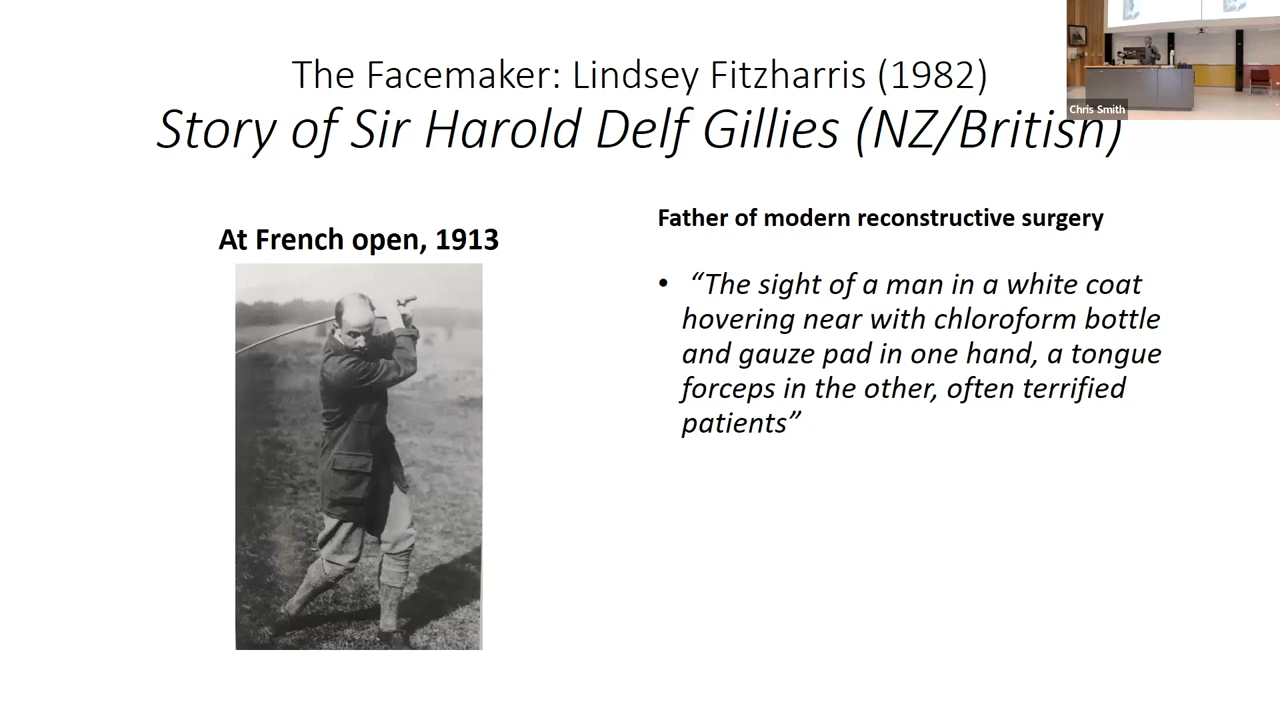 The Facemaker: Lindsey Fitzharris (1982)
Story of Sir Harold Delf Gillies (NZ/British)
Chris Smith
At French open, 1913
Father of modern reconstructive surgery
• “The sight of a man in a white coat
hovering near with chloroform bottle
and gauze pad in one hand, a tongue
forceps in the other, often terrified
patients”